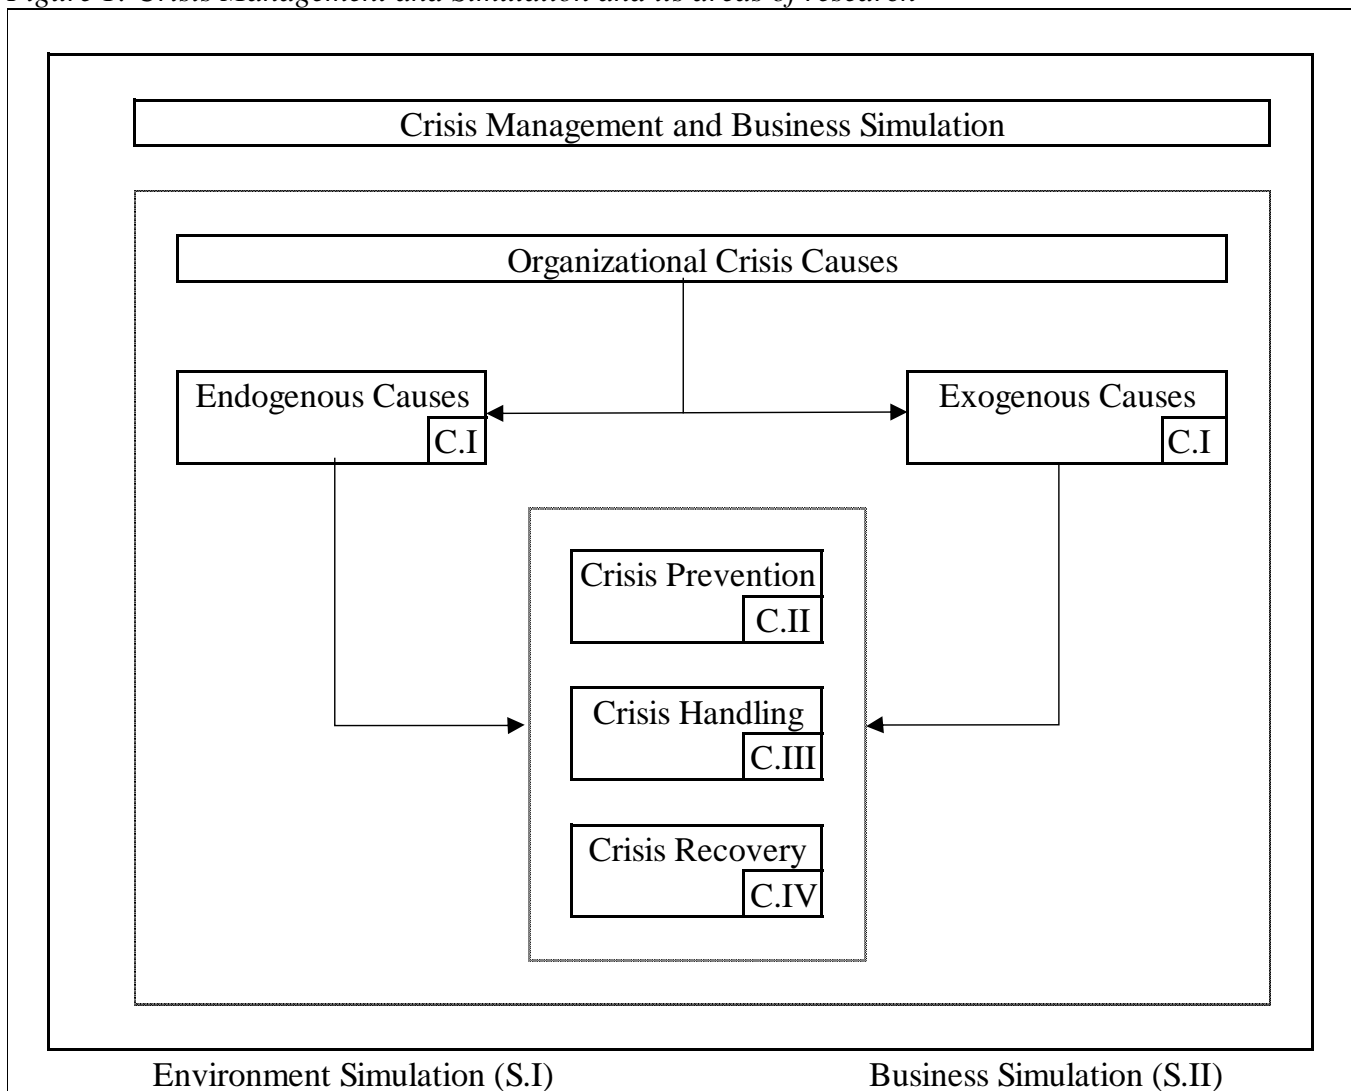 Figure 1: Crisis Management and Simulation and its areas of research
Crisis Management and Business Simulation
Organizational Crisis Causes
Endogenous Causes
C.I
Exogenous Causes
C.I
Crisis Prevention
C.II
Crisis Handling
C.III
Crisis Recovery
C.IV
Environment Simulation (S.I)
Business Simulation (S.II)